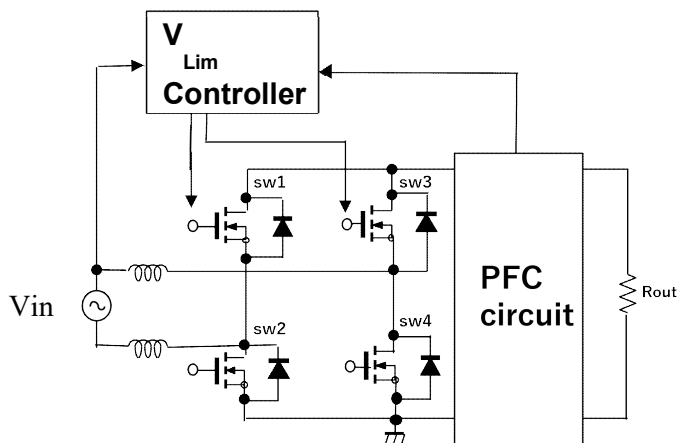 V
Lim
Controller
sw1
sw3
Vin
PFC
circuit
Rout
sw2
sw4